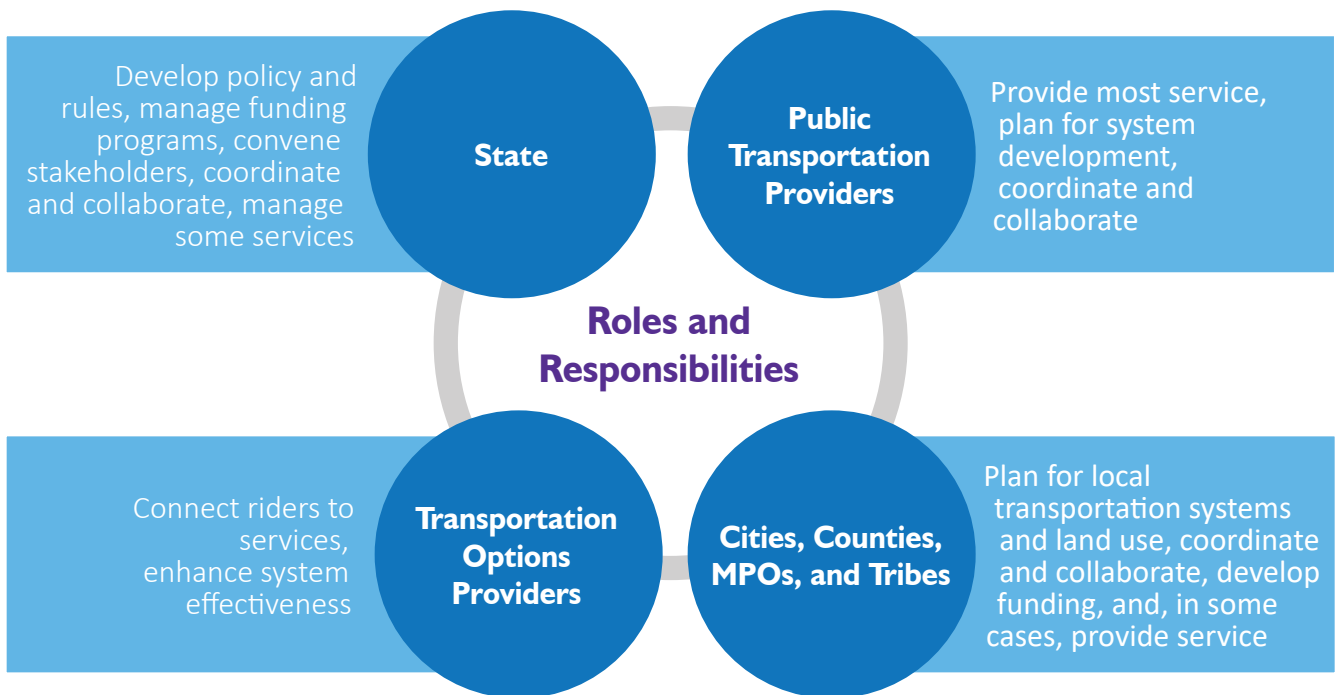 Develop policy and
rules, manage funding
programs, convene
stakeholders, coordinate
and collaborate, manage
some services
State
Public
Transportation
Providers
Provide most service,
plan for system
development,
coordinate and
collaborate
Roles and
Responsibilities
Connect riders to
services,
enhance system
effectiveness
Transportation
Options
Providers
Cities, Counties,
MPOs, and Tribes
Plan for local
transportation systems
and land use, coordinate
and collaborate, develop
funding, and, in some
cases, provide service